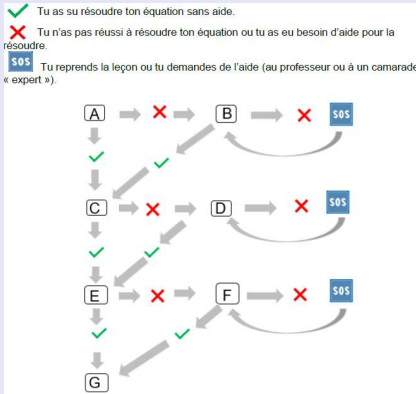 Tu as su résoudre ton équation sans aide.
Tu n'as pas réussi à résoudre ton équation ou tu as eu besoin d'aide pour la
résoudre.
SOS Tu reprends la leçon ou tu demandes de l'aide (au professeur ou à un camarade
« expert »).
A B SOS
C D SOS
E F SOS
G